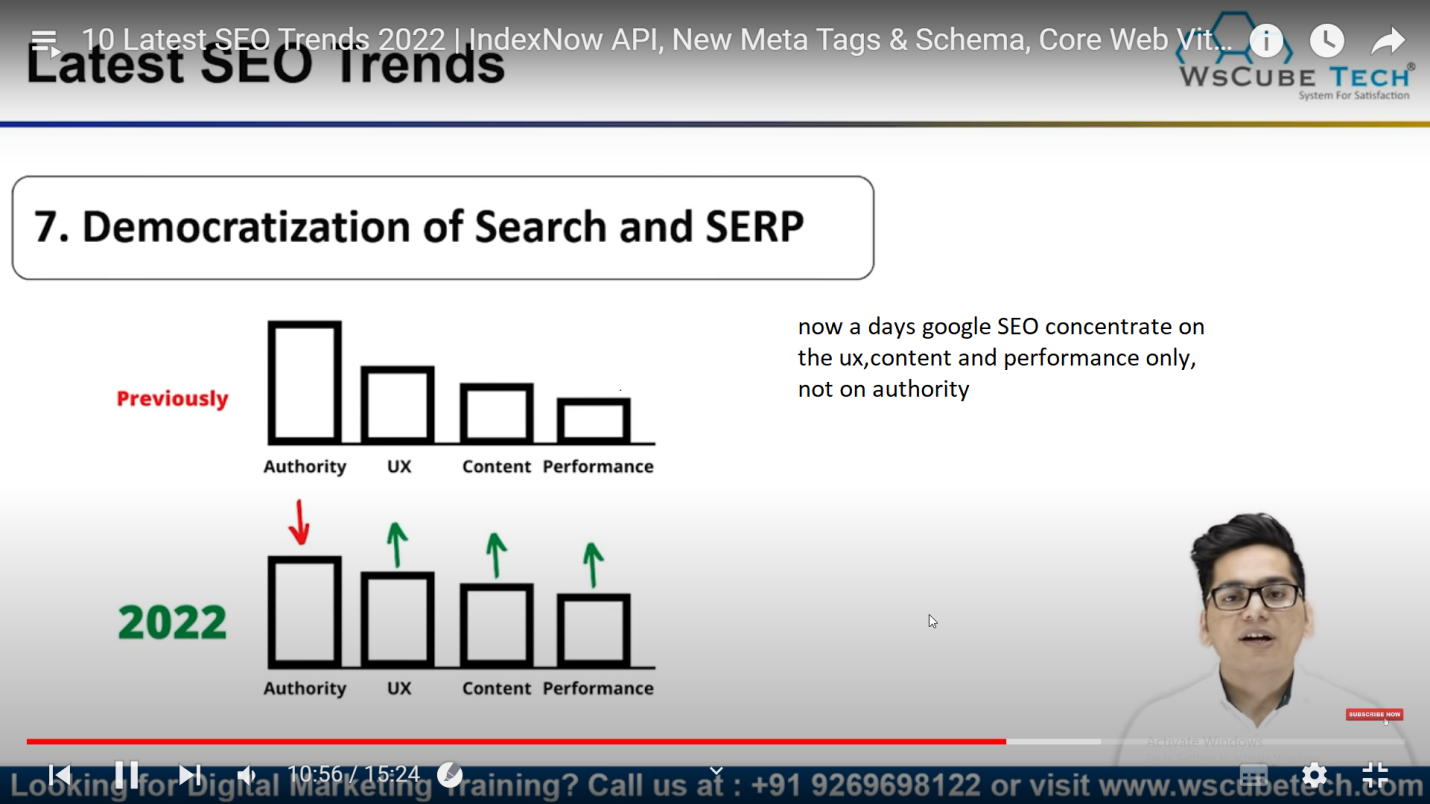 10 Latest SEO Trends 2022 | IndexNow API, New Meta Tags & Schema, Core Web Vit...
Latest SEO Trends
WSCUBE TECH®
System For Satisfaction
7. Democratization of Search and SERP
now a days google SEO concentrate on
the ux,content and performance only,
not on authority
Previously
Authority UX Content Performance
2022
Authority UX Content Performance
SUBSCRIBE NOW
Activate Windows
10:56 / 15:24
Looking for Digital Marketing Training? Call us at : +91 9269698122 or visit www.wscubetech.com